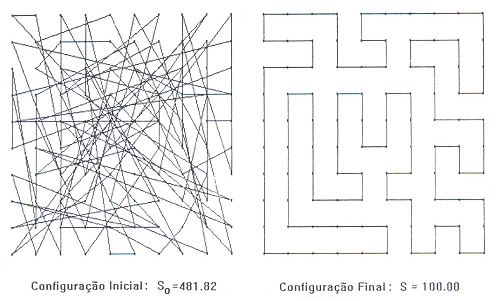 Configuração Inicial: S₀=481.82
Configuração Final: S = 100.00